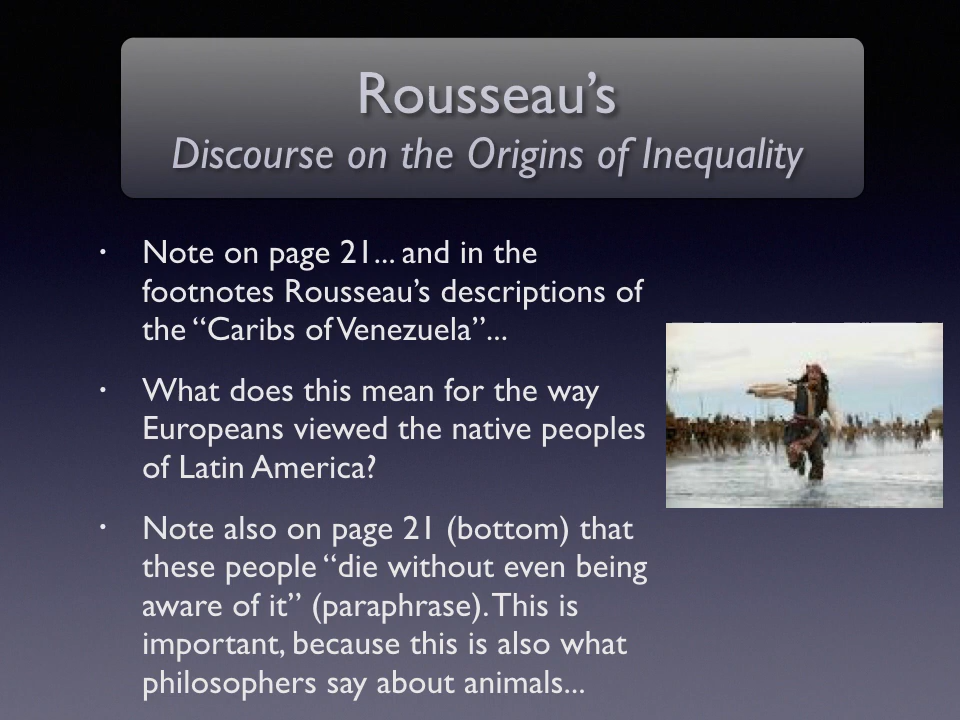 Rousseau’s
Discourse on the Origins of Inequality
· Note on page 21... and in the
footnotes Rousseau’s descriptions of
the “Caribs of Venezuela”...
· What does this mean for the way
Europeans viewed the native peoples
of Latin America?
· Note also on page 21 (bottom) that
these people “die without even being
aware of it” (paraphrase). This is
important, because this is also what
philosophers say about animals...